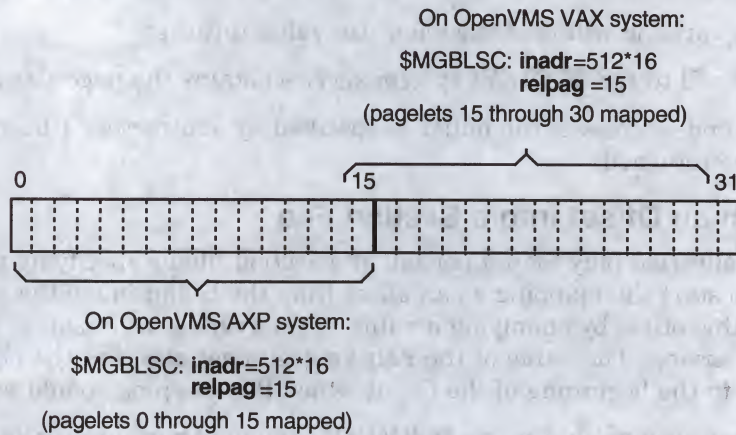 On OpenVMS VAX system:
$MGBLSC: inadr=512*16
relpag =15
(pagelets 15 through 30 mapped)
0 15 31
On OpenVMS AXP system:
$MGBLSC: inadr=512*16
relpag =15
(pagelets 0 through 15 mapped)